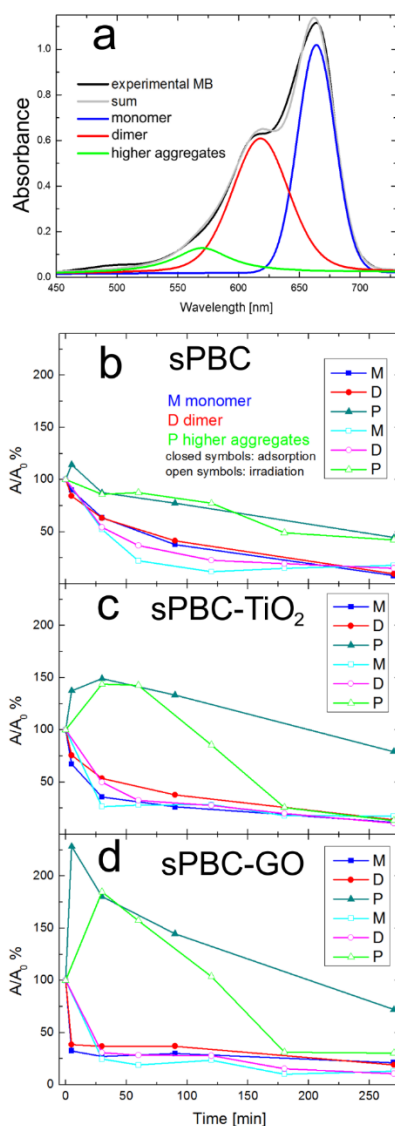 a
experimental MB
sum
monomer
dimer
higher aggregates
Absorbance
1.0
0.8
0.6
0.4
0.2
0.0
450 500 550 600 650 700
Wavelength [nm]
b sPBC
M monomer
D dimer
P higher aggregates
closed symbols: adsorption
open symbols: irradiation
M
D
P
M
D
P
A/A₀ %
200
150
100
50
c sPBC-TiO₂
M
D
P
M
D
P
A/A₀ %
200
150
100
50
d sPBC-GO
M
D
P
M
D
P
A/A₀ %
200
150
100
50
0
0 50 100 150 200 250
Time [min]